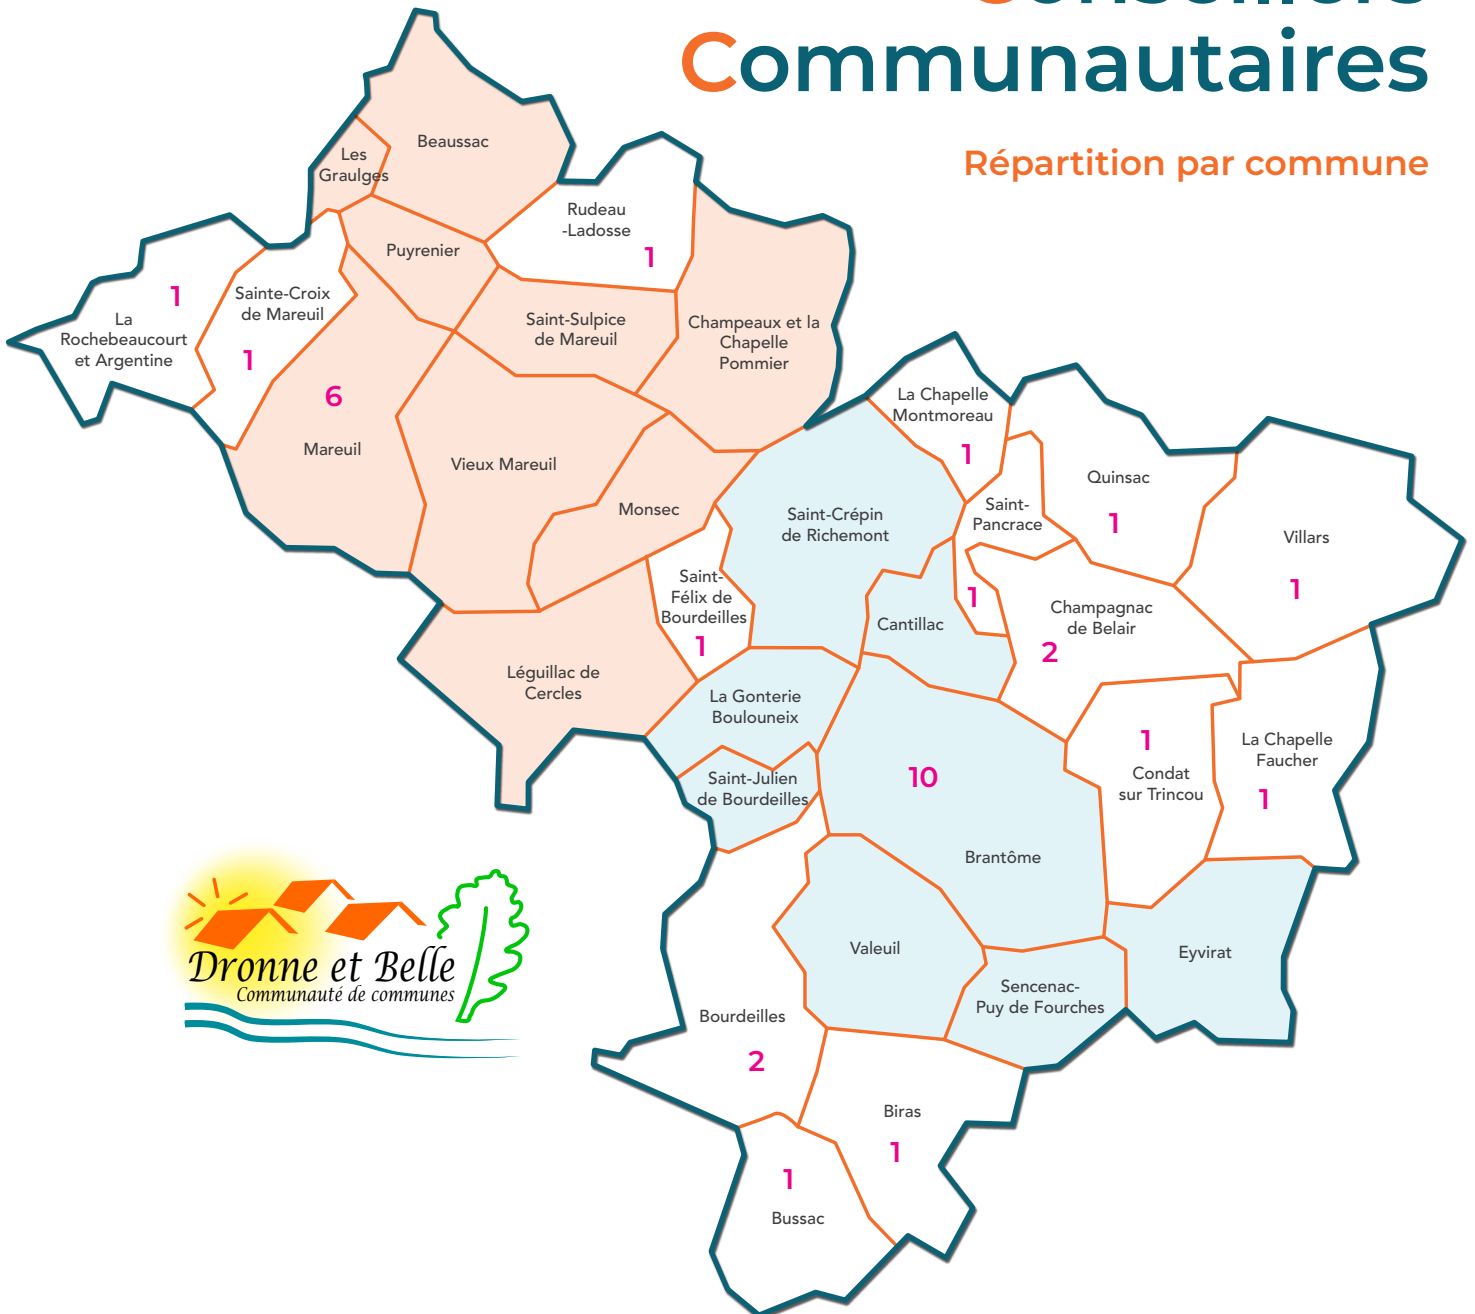 Conseillers
Communautaires
Répartition par commune
Beaussac
Les
Graulges
Rudeau
-Ladosse
1
Puyrenier
1
La
Rochebeaucourt
et Argentine
Sainte-Croix
de Mareuil
1
Saint-Sulpice
de Mareuil
Champeaux et la
Chapelle
Pommier
6
Mareuil
Vieux Mareuil
Monsec
La Chapelle
Montmoreau
1
Saint-
Pancrace
1
Quinsac
1
Villars
1
Saint-Crépin
de Richemont
Saint-
Félix de
Bourdeilles
1
Cantillac
Champagnac
de Belair
2
Léguillac de
Cercles
La Gonterie
Boulouneix
Saint-Julien
de Bourdeilles
10
Brantôme
1
Condat
sur Trincou
La Chapelle
Faucher
1
Valeuil
Eyvirat
Sencenac-
Puy de Fourches
Bourdeilles
2
Biras
1
1
Bussac
Dronne et Belle
Communauté de communes